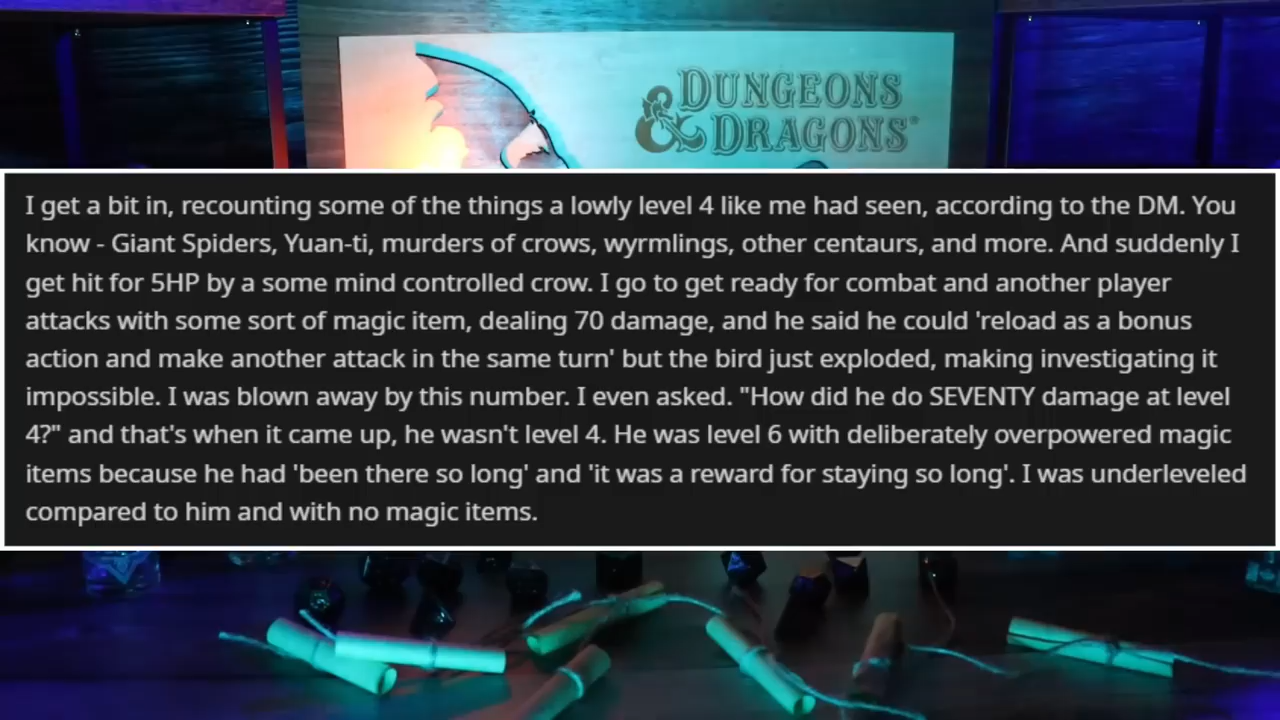 DUNGEONS
& DRAGONS®
I get a bit in, recounting some of the things a lowly level 4 like me had seen, according to the DM. You
know - Giant Spiders, Yuan-ti, murders of crows, wyrmlings, other centaurs, and more. And suddenly I
get hit for 5HP by a some mind controlled crow. I go to get ready for combat and another player
attacks with some sort of magic item, dealing 70 damage, and he said he could 'reload as a bonus
action and make another attack in the same turn' but the bird just exploded, making investigating it
impossible. I was blown away by this number. I even asked. "How did he do SEVENTY damage at level
4?" and that's when it came up, he wasn't level 4. He was level 6 with deliberately overpowered magic
items because he had 'been there so long' and 'it was a reward for staying so long'. I was underleveled
compared to him and with no magic items.